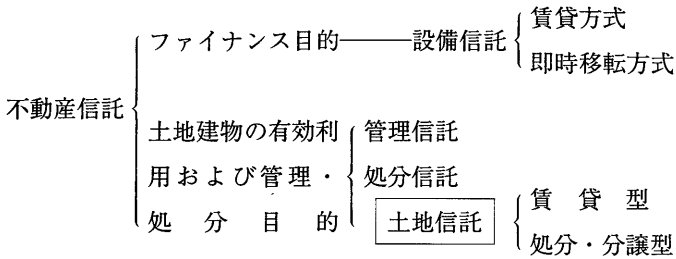 不動産信託
ファイナンス目的――設備信託
賃貸方式
即時移転方式
土地建物の有効利
用および管理・
処分目的
管理信託
処分信託
土地信託
賃貸型
処分・分譲型